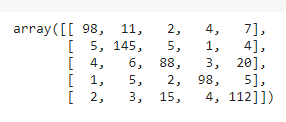 array([[ 98, 11, 2, 4, 7],
[ 5, 145, 5, 1, 4],
[ 4, 6, 88, 3, 20],
[ 1, 5, 2, 98, 5],
[ 2, 3, 15, 4, 112]])